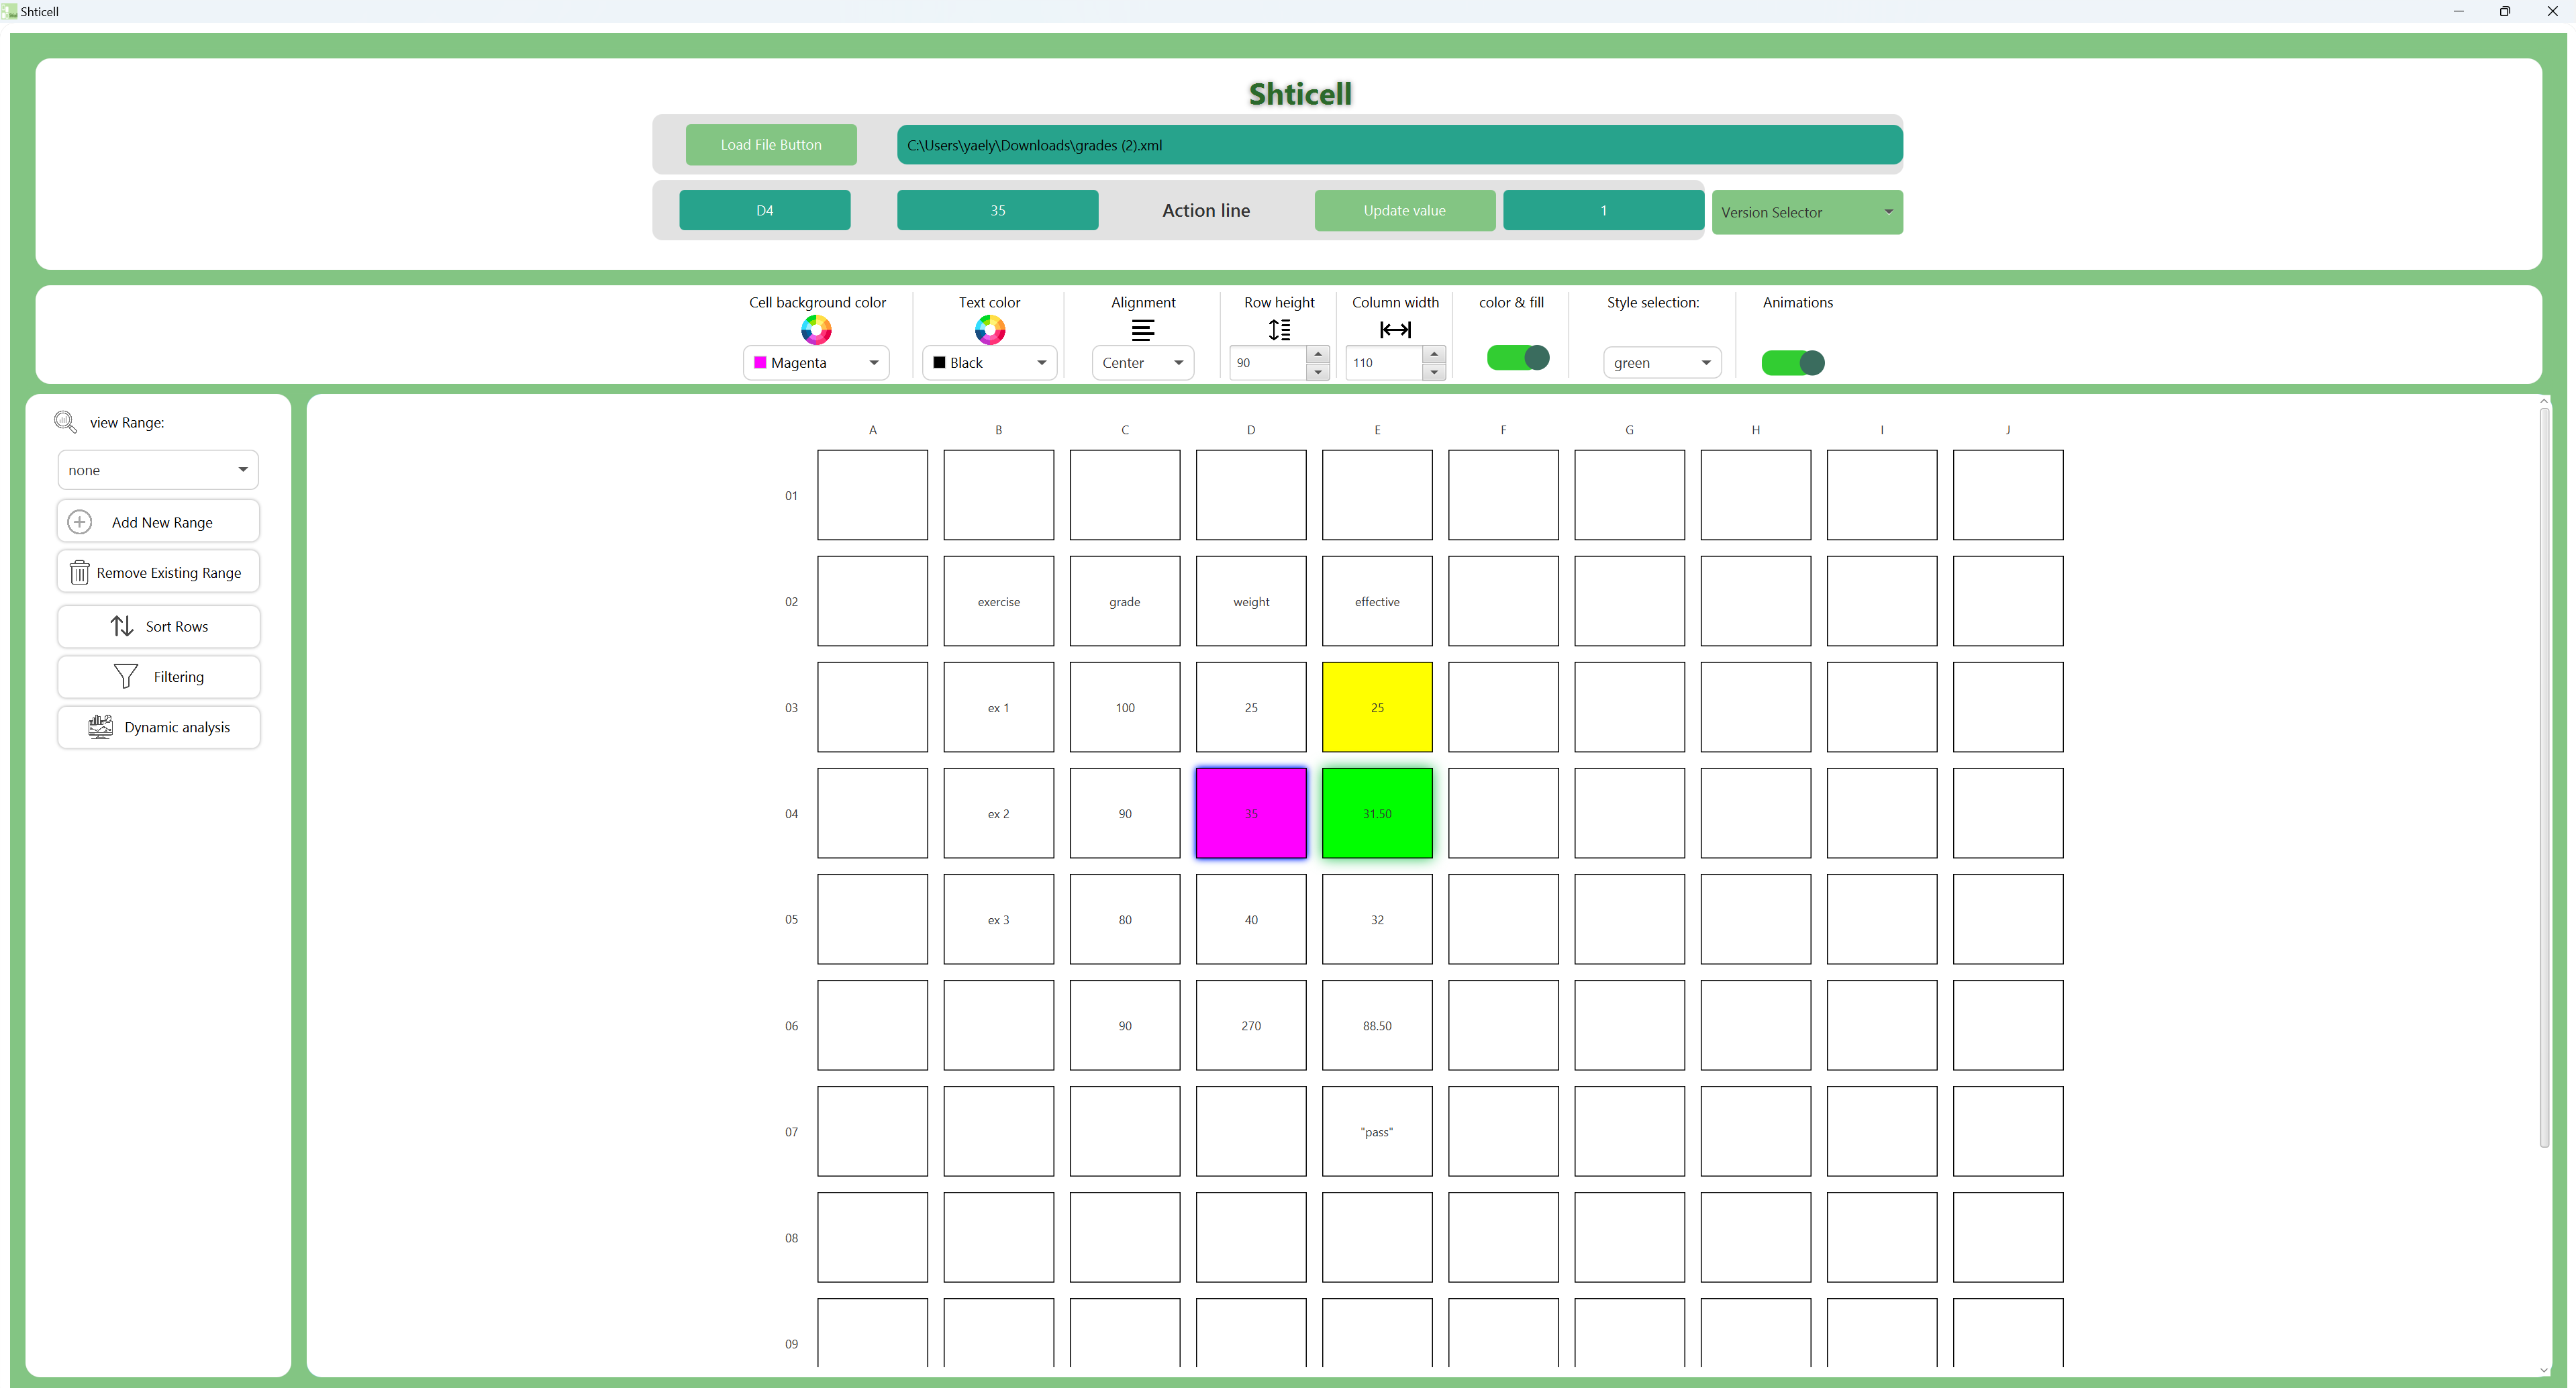 Shticell
Shticell
Load File Button C:\Users\yaely\Downloads\grades (2).xml
D4 35 Action line Update value 1 Version Selector
Cell background color Text color Alignment Row height Column width color & fill Style selection: Animations
Magenta Black Center 90 110 green
view Range:
none
Add New Range
Remove Existing Range
Sort Rows
Filtering
Dynamic analysis
A B C D E F G H I J
01
02 exercise grade weight effective
03 ex 1 100 25 25
04 ex 2 90 35 31.50
05 ex 3 80 40 32
06 90 270 88.50
07 "pass"
08
09